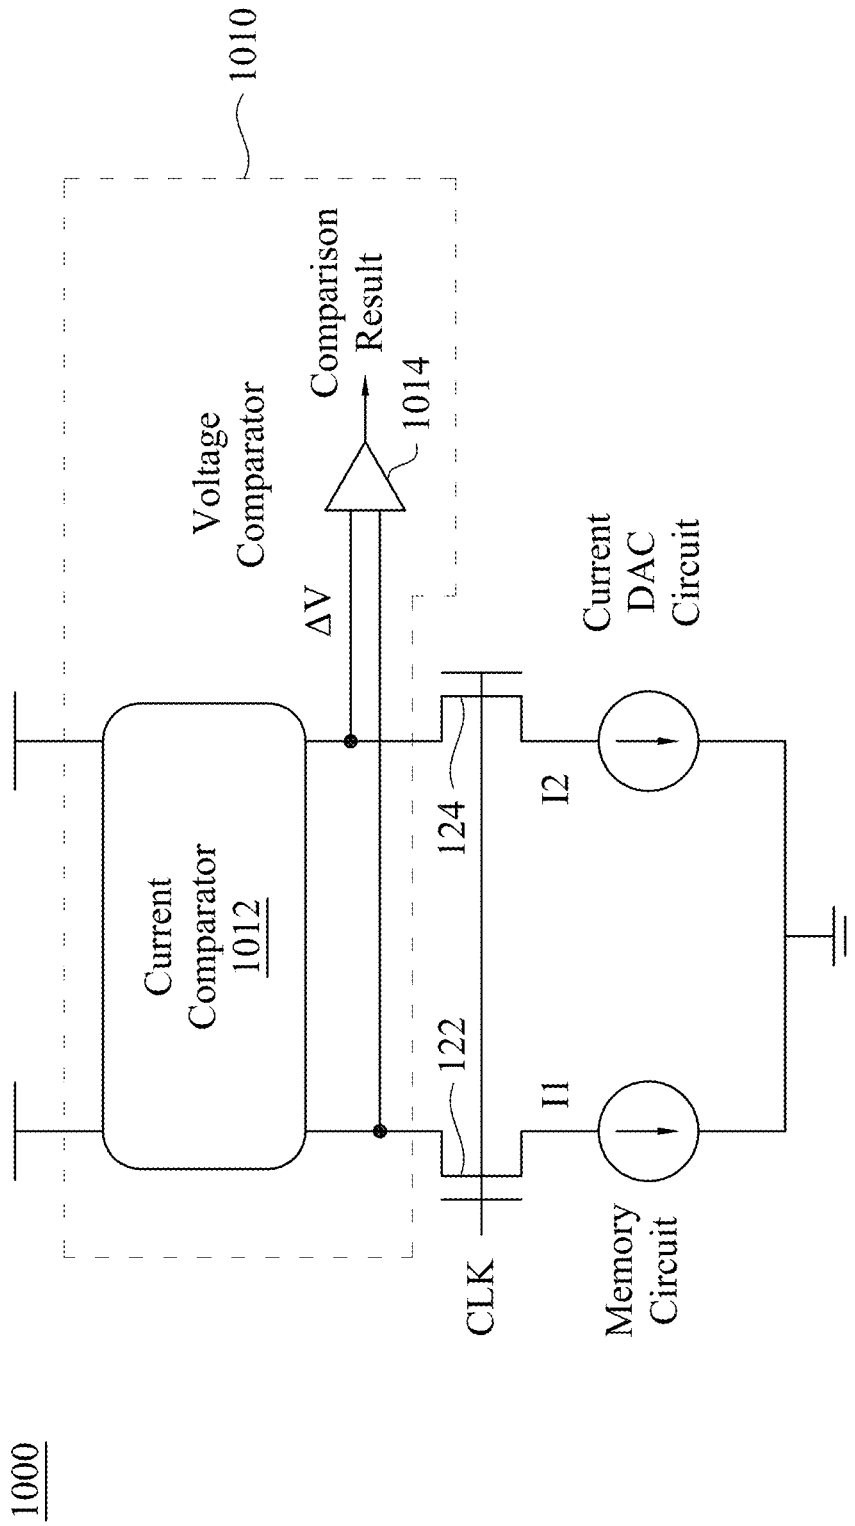 1000
1010
Current
Comparator
1012
Voltage
Comparator
ΔV
Comparison
Result
1014
CLK
122
124
I1
I2
Memory
Circuit
Current
DAC
Circuit